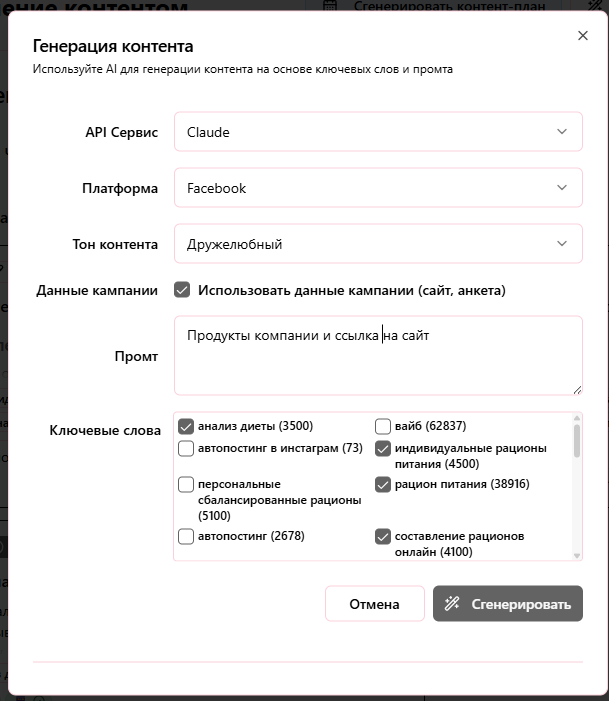 Сгенерировать контент-план
Генерация контента
Используйте AI для генерации контента на основе ключевых слов и промта
API Сервис
Claude
Платформа
Facebook
Тон контента
Дружелюбный
Данные кампании
Использовать данные кампании (сайт, анкета)
Промт
Продукты компании и ссылка на сайт
Ключевые слова
анализ диеты (3500)
вайб (62837)
автопостинг в инстаграм (73)
индивидуальные рационы
питания (4500)
персональные
сбалансированные рационы
(5100)
рацион питания (38916)
автопостинг (2678)
составление рационов
онлайн (4100)
Отмена
Сгенерировать